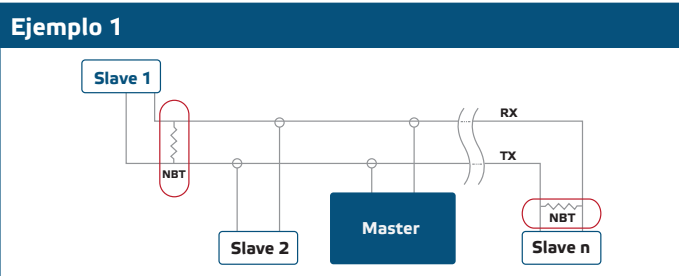 Ejemplo 1
Slave 1
RX
TX
NBT
Master
NBT
Slave 2
Slave n